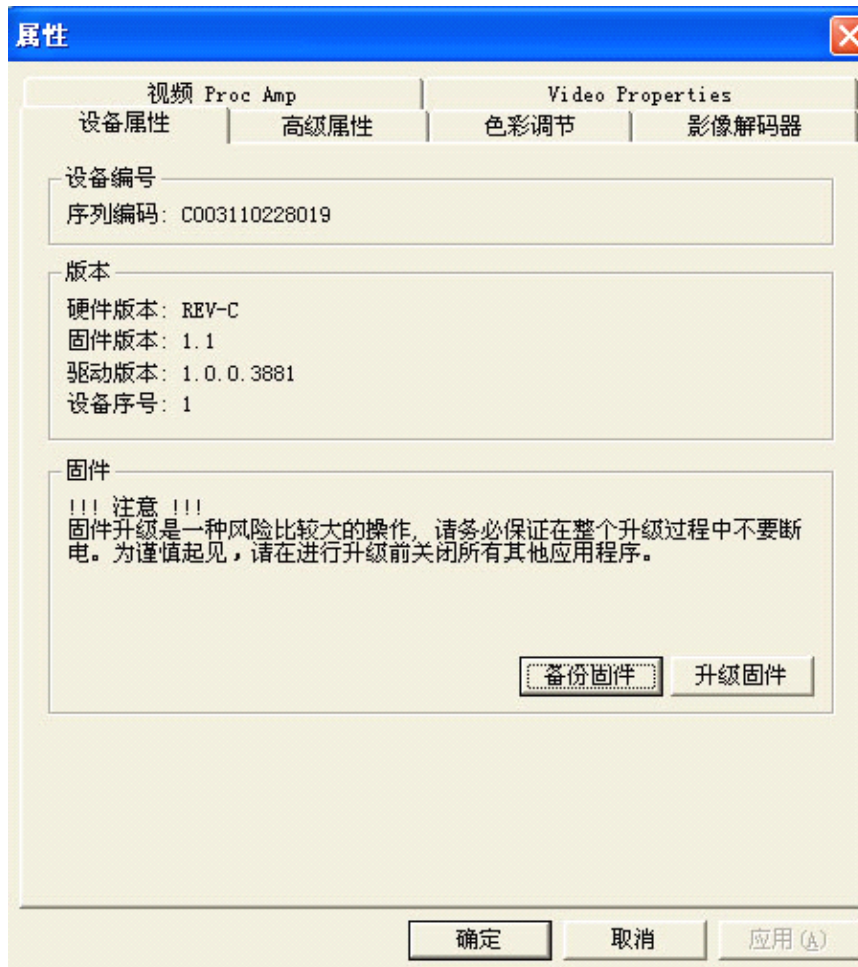 属性
视频 Proc Amp
Video Properties
设备属性
高级属性
色彩调节
影像解码器
设备编号
序列编码: C003110228019
版本
硬件版本: REV-C
固件版本: 1.1
驱动版本: 1.0.0.3881
设备序号: 1
固件
!!! 注意 !!!
固件升级是一种风险比较大的操作, 请务必保证在整个升级过程中不要断
电。为谨慎起见,请在进行升级前关闭所有其他应用程序。
备份固件
升级固件
确定
取消
应用(A)